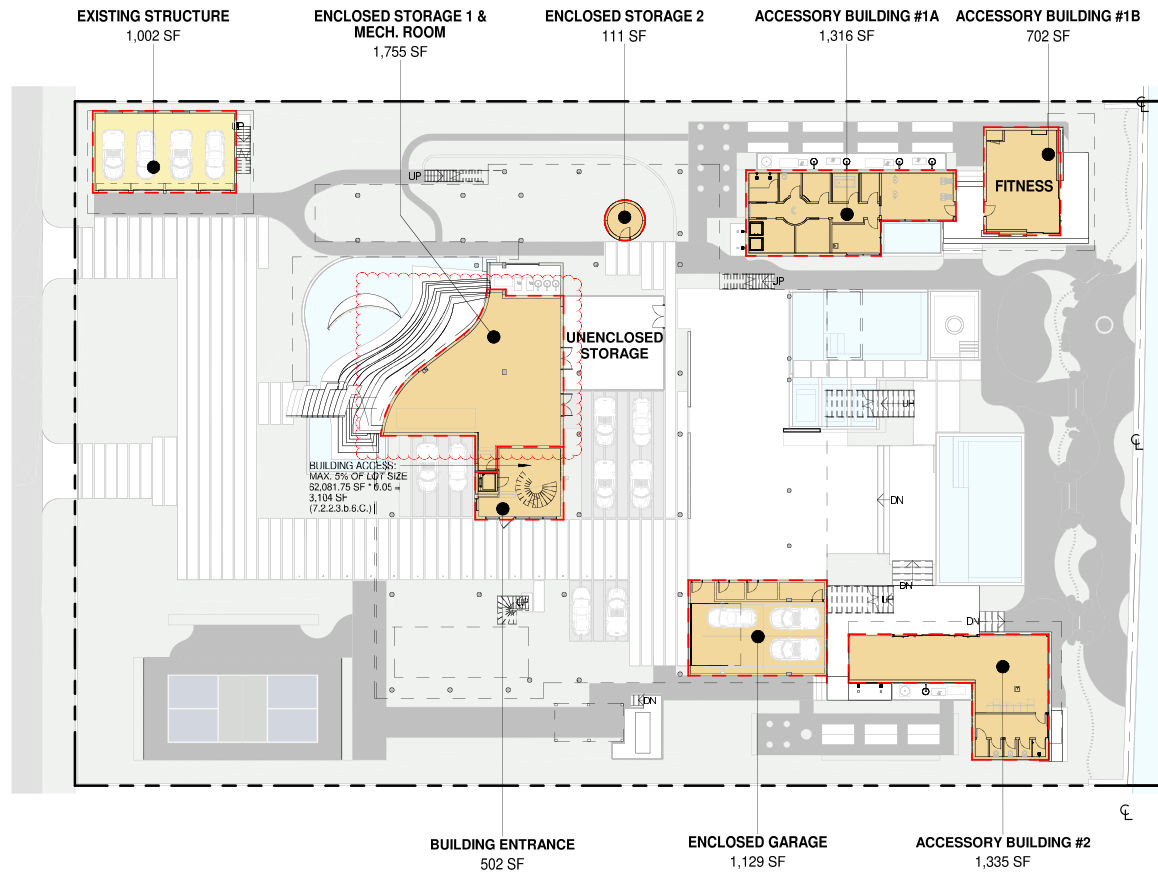 EXISTING STRUCTURE
1,002 SF
ENCLOSED STORAGE 1 &
MECH. ROOM
1,755 SF
ENCLOSED STORAGE 2
111 SF
ACCESSORY BUILDING #1A
1,316 SF
ACCESSORY BUILDING #1B
702 SF
UP
UP
FITNESS
UP
UNENCLOSED
STORAGE
UP
BUILDING ACCESS:
MAX. 5% OF LOT SIZE
62,081.75 SF * 0.05 =
3,104 SF
(7.2.2.3.b.6.C.)
DN
DN
UP
DN
DN
BUILDING ENTRANCE
502 SF
ENCLOSED GARAGE
1,129 SF
ACCESSORY BUILDING #2
1,335 SF